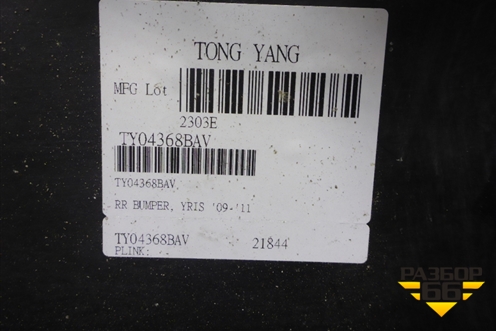 TONG YANG
MFG Lot
2303E
TY04368BAV
TY04368BAV,
RR BUMPER, YRIS '09-'11
TY04368BAV 21844
PLINK:
РАЗБОР
66